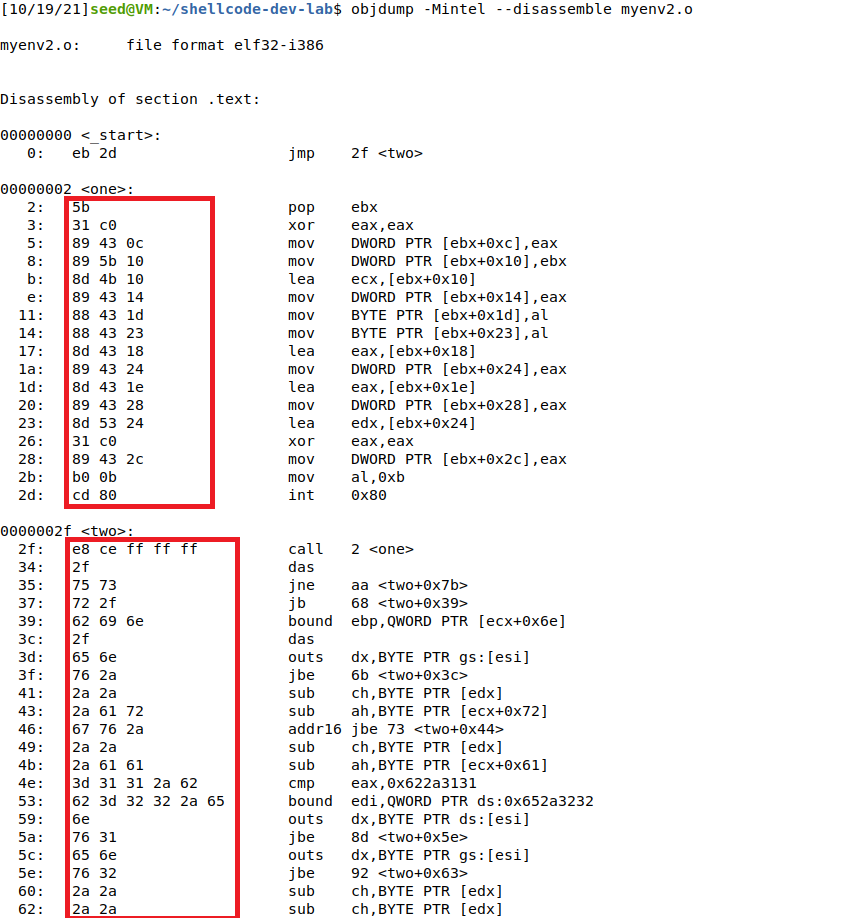 [10/19/21]seed@VM:~/shellcode-dev-lab$ objdump -Mintel --disassemble myenv2.o
myenv2.o:     file format elf32-i386
Disassembly of section .text:
00000000 <_start>:
   0:   eb 2d                   jmp    2f <two>
00000002 <one>:
   2:   5b                      pop    ebx
   3:   31 c0                   xor    eax,eax
   5:   89 43 0c                mov    DWORD PTR [ebx+0xc],eax
   8:   89 5b 10                mov    DWORD PTR [ebx+0x10],ebx
   b:   8d 4b 10                lea    ecx,[ebx+0x10]
   e:   89 43 14                mov    DWORD PTR [ebx+0x14],eax
  11:   88 43 1d                mov    BYTE PTR [ebx+0x1d],al
  14:   88 43 23                mov    BYTE PTR [ebx+0x23],al
  17:   8d 43 18                lea    eax,[ebx+0x18]
  1a:   89 43 24                mov    DWORD PTR [ebx+0x24],eax
  1d:   8d 43 1e                lea    eax,[ebx+0x1e]
  20:   89 43 28                mov    DWORD PTR [ebx+0x28],eax
  23:   8d 53 24                lea    edx,[ebx+0x24]
  26:   31 c0                   xor    eax,eax
  28:   89 43 2c                mov    DWORD PTR [ebx+0x2c],eax
  2b:   b0 0b                   mov    al,0xb
  2d:   cd 80                   int    0x80
0000002f <two>:
  2f:   e8 ce ff ff ff          call   2 <one>
  34:   2f                      das
  35:   75 73                   jne    aa <two+0x7b>
  37:   72 2f                   jb     68 <two+0x39>
  39:   62 69 6e                bound  ebp,QWORD PTR [ecx+0x6e]
  3c:   2f                      das
  3d:   65 6e                   outs   dx,BYTE PTR gs:[esi]
  3f:   76 2a                   jbe    6b <two+0x3c>
  41:   2a 2a                   sub    ch,BYTE PTR [edx]
  43:   2a 61 72                sub    ah,BYTE PTR [ecx+0x72]
  46:   67 76 2a                addr16 jbe 73 <two+0x44>
  49:   2a 2a                   sub    ch,BYTE PTR [edx]
  4b:   2a 61 61                sub    ah,BYTE PTR [ecx+0x61]
  4e:   3d 31 31 2a 62          cmp    eax,0x622a3131
  53:   62 3d 32 32 2a 65       bound  edi,QWORD PTR ds:0x652a3232
  59:   6e                      outs   dx,BYTE PTR ds:[esi]
  5a:   76 31                   jbe    8d <two+0x5e>
  5c:   65 6e                   outs   dx,BYTE PTR gs:[esi]
  5e:   76 32                   jbe    92 <two+0x63>
  60:   2a 2a                   sub    ch,BYTE PTR [edx]
  62:   2a 2a                   sub    ch,BYTE PTR [edx]